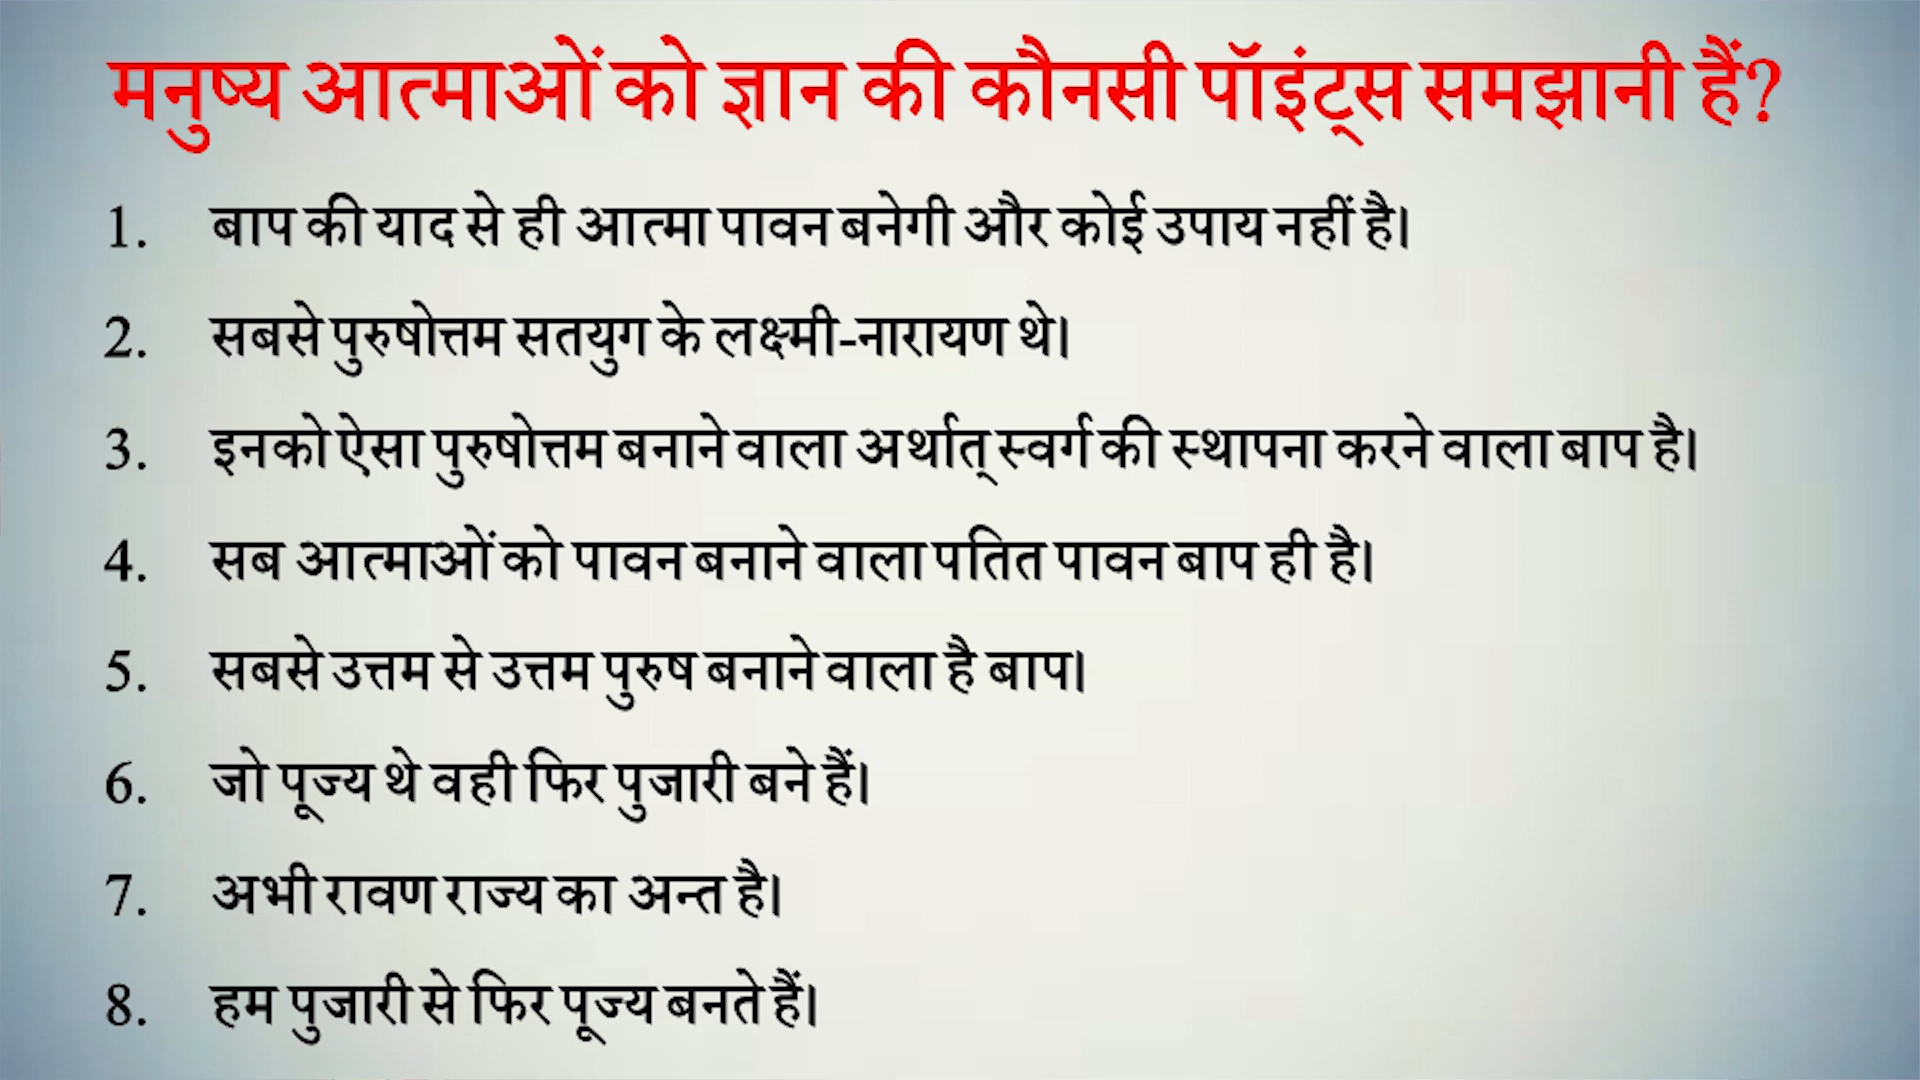 मनुष्य आत्माओं को ज्ञान की कौनसी पॉइंट्स समझानी हैं?
1. बाप की याद से ही आत्मा पावन बनेगी और कोई उपाय नहीं है।
2. सबसे पुरुषोत्तम सतयुग के लक्ष्मी-नारायण थे।
3. इनको ऐसा पुरुषोत्तम बनाने वाला अर्थात् स्वर्ग की स्थापना करने वाला बाप है।
4. सब आत्माओं को पावन बनाने वाला पतित पावन बाप ही है।
5. सबसे उत्तम से उत्तम पुरुष बनाने वाला है बाप।
6. जो पूज्य थे वही फिर पुजारी बने हैं।
7. अभी रावण राज्य का अन्त है।
8. हम पुजारी से फिर पूज्य बनते हैं।